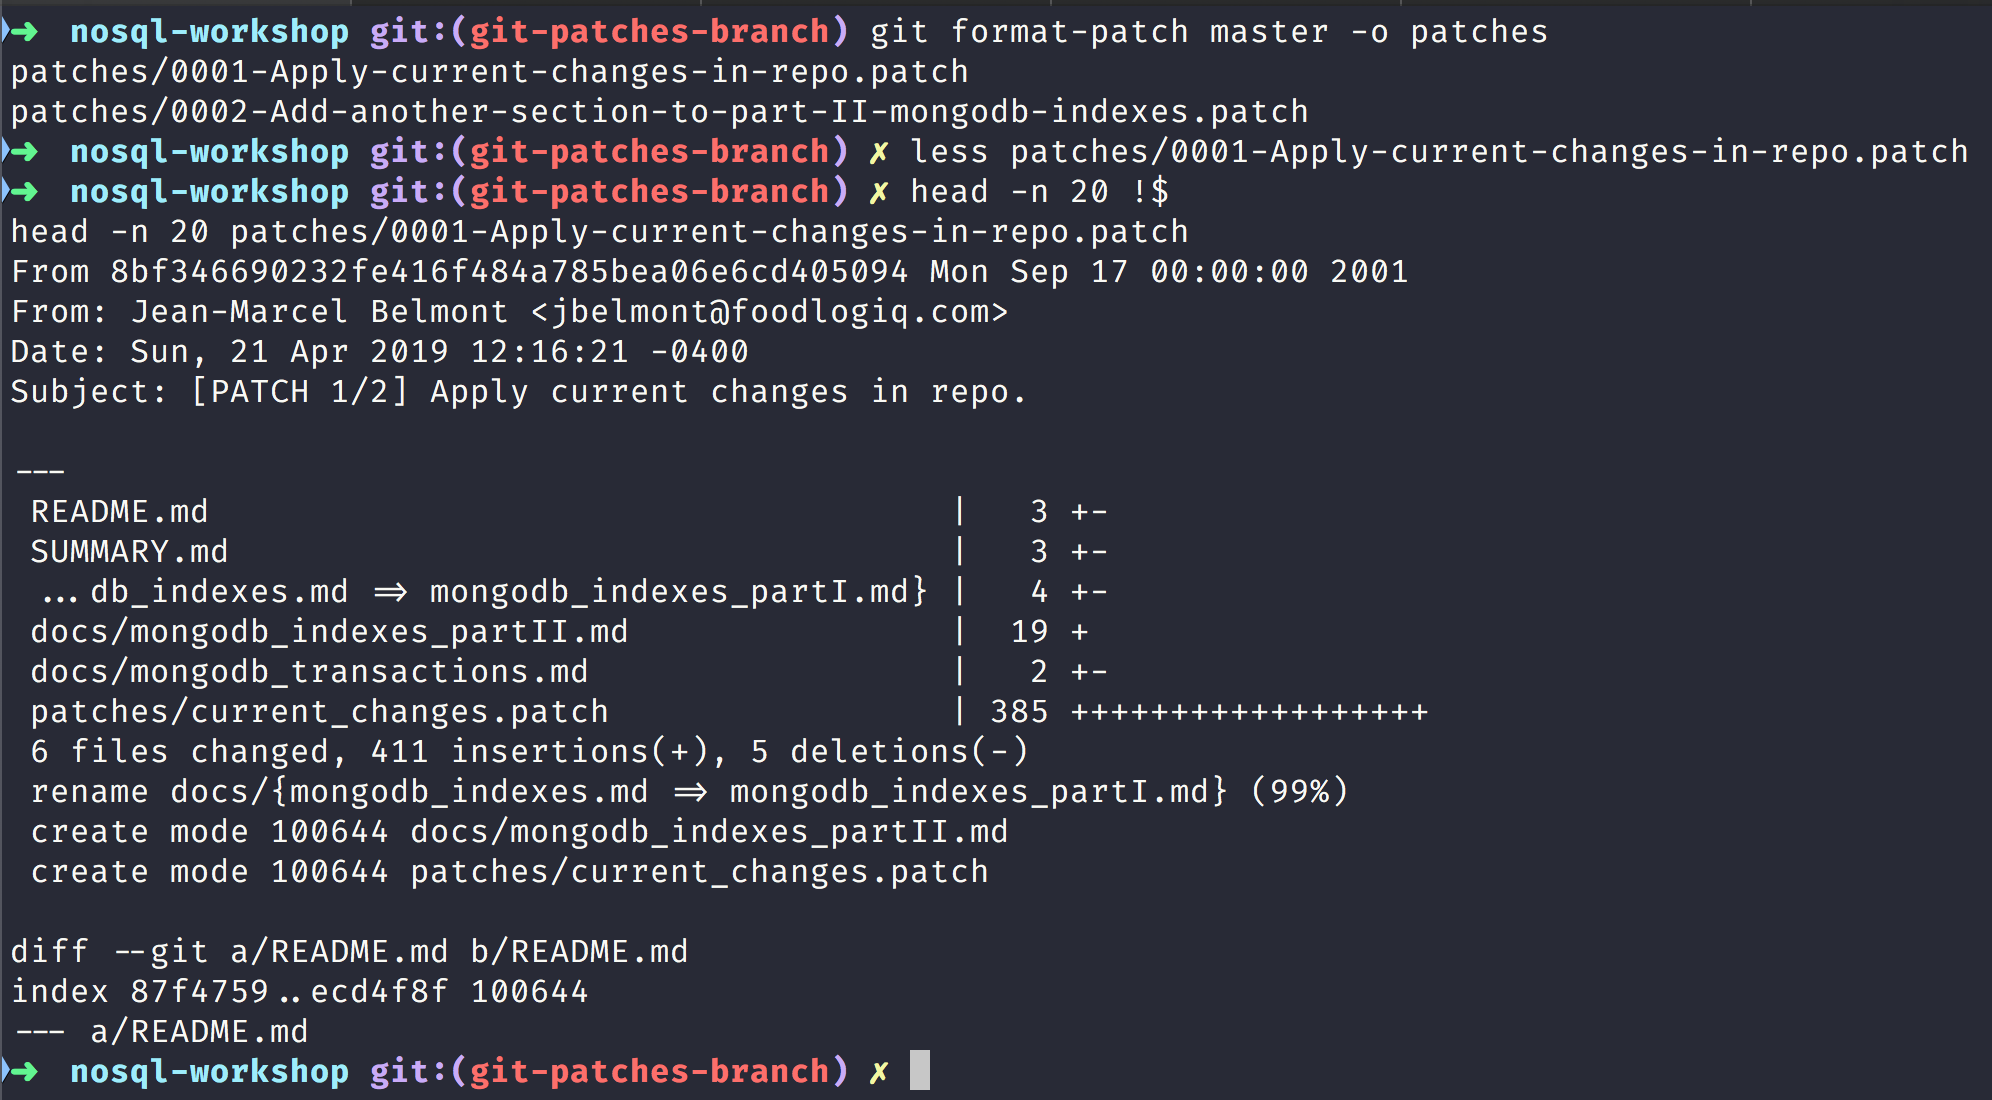 ➜  nosql-workshop git:(git-patches-branch) git format-patch master -o patches
patches/0001-Apply-current-changes-in-repo.patch
patches/0002-Add-another-section-to-part-II-mongodb-indexes.patch
➜  nosql-workshop git:(git-patches-branch) ✗ less patches/0001-Apply-current-changes-in-repo.patch
➜  nosql-workshop git:(git-patches-branch) ✗ head -n 20 !$
head -n 20 patches/0001-Apply-current-changes-in-repo.patch
From 8bf346690232fe416f484a785bea06e6cd405094 Mon Sep 17 00:00:00 2001
From: Jean-Marcel Belmont <jbelmont@foodlogiq.com>
Date: Sun, 21 Apr 2019 12:16:21 -0400
Subject: [PATCH 1/2] Apply current changes in repo.
---
 README.md                                     |   3 +-
 SUMMARY.md                                    |   3 +-
 ...db_indexes.md => mongodb_indexes_partI.md} |   4 +-
 docs/mongodb_indexes_partII.md                |  19 +
 docs/mongodb_transactions.md                  |   2 +-
 patches/current_changes.patch                 | 385 ++++++++++++++++++
 6 files changed, 411 insertions(+), 5 deletions(-)
 rename docs/{mongodb_indexes.md => mongodb_indexes_partI.md} (99%)
 create mode 100644 docs/mongodb_indexes_partII.md
 create mode 100644 patches/current_changes.patch
diff --git a/README.md b/README.md
index 87f4759..ecd4f8f 100644
--- a/README.md
➜  nosql-workshop git:(git-patches-branch) ✗